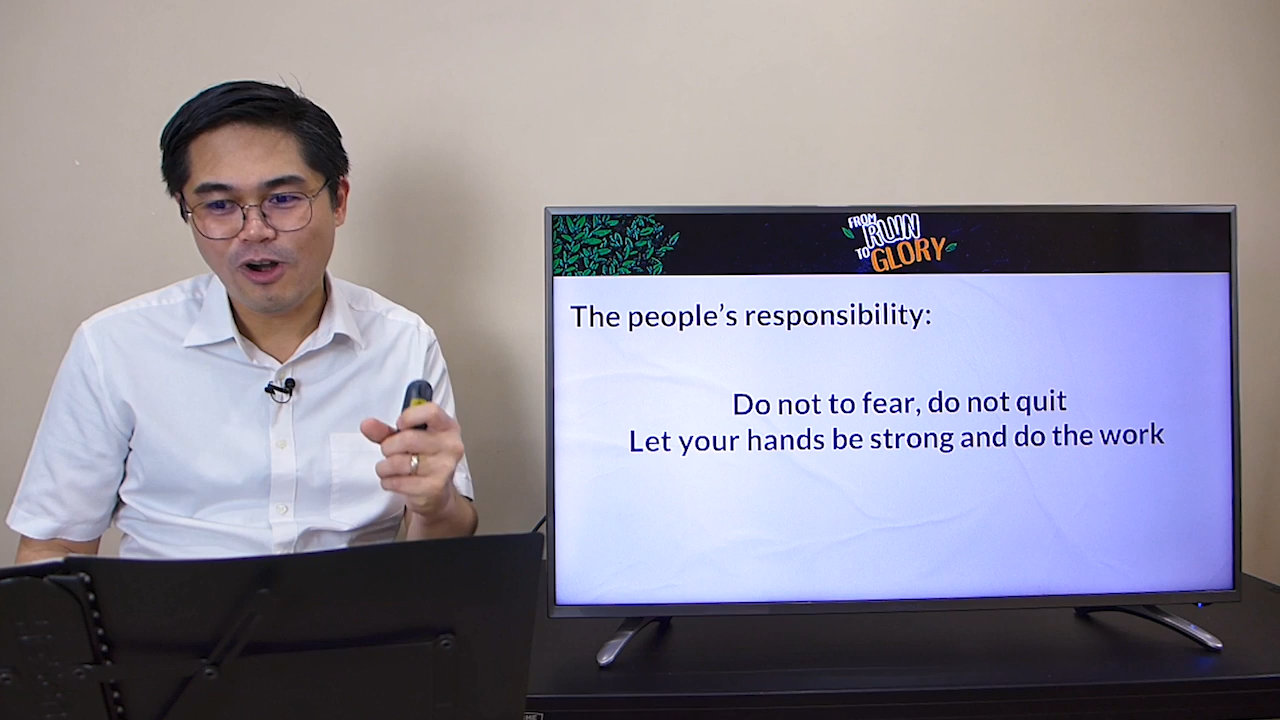 FROM
RUIN
TO GLORY
The people's responsibility:
Do not to fear, do not quit
Let your hands be strong and do the work